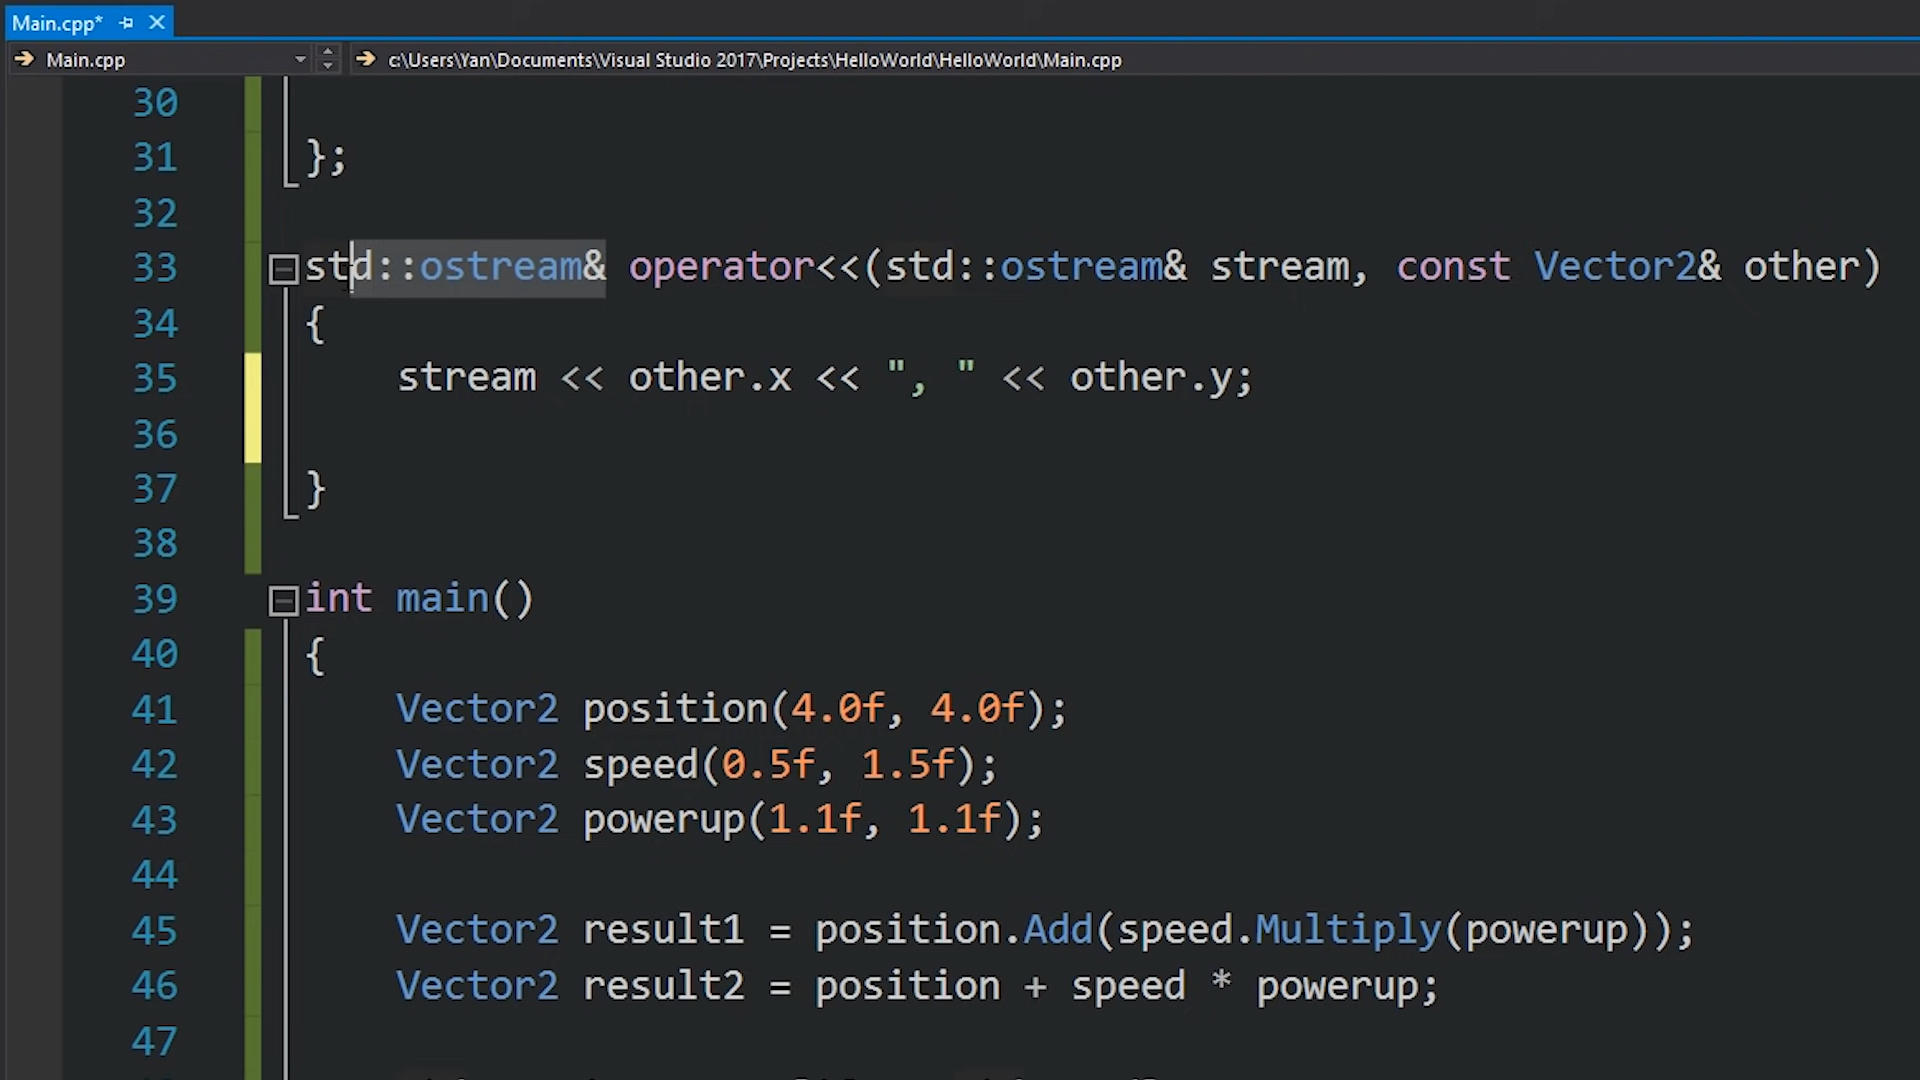 Main.cpp*
Main.cpp
c:\Users\Yan\Documents\Visual Studio 2017\Projects\HelloWorld\HelloWorld\Main.cpp
30
31 };
32
33 std::ostream& operator<<(std::ostream& stream, const Vector2& other)
34 {
35 stream << other.x << ", " << other.y;
36
37 }
38
39 int main()
40 {
41 Vector2 position(4.0f, 4.0f);
42 Vector2 speed(0.5f, 1.5f);
43 Vector2 powerup(1.1f, 1.1f);
44
45 Vector2 result1 = position.Add(speed.Multiply(powerup));
46 Vector2 result2 = position + speed * powerup;
47